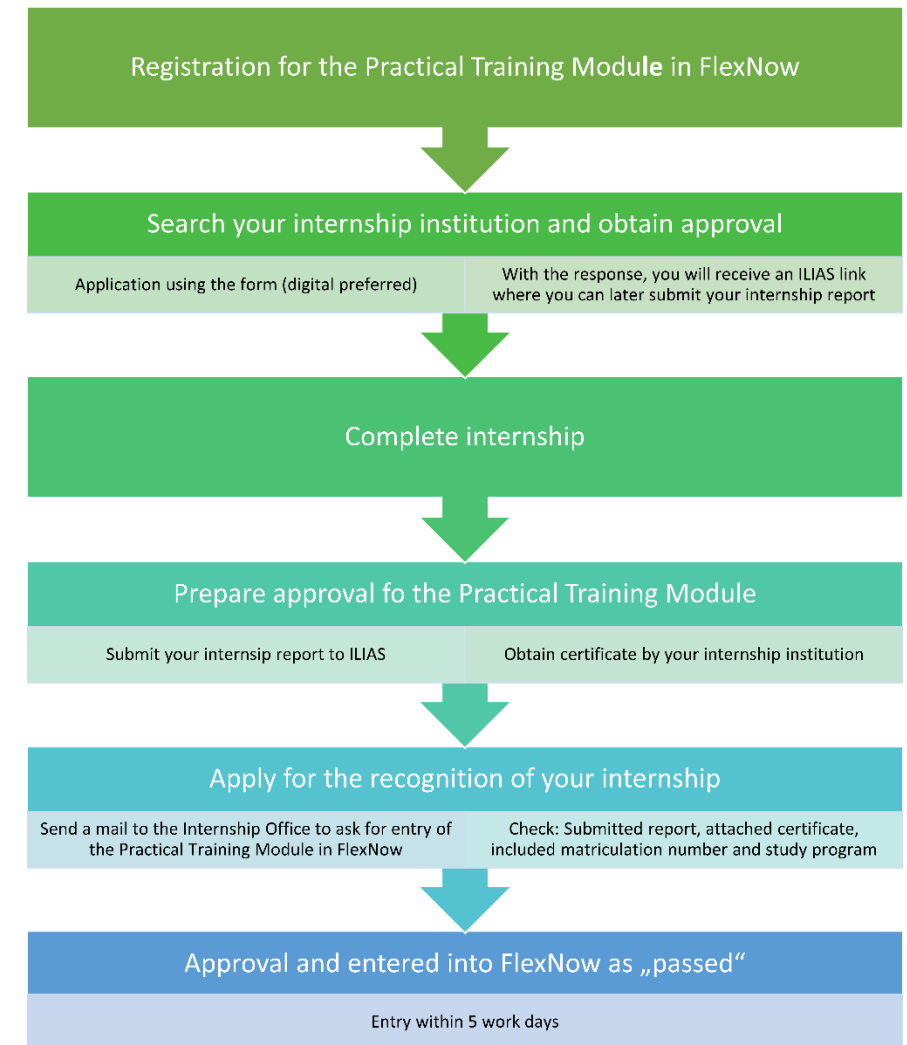 Registration for the Practical Training Module in FlexNow
Search your internship institution and obtain approval
Application using the form (digital preferred)
With the response, you will receive an ILIAS link
where you can later submit your internship report
Complete internship
Prepare approval fo the Practical Training Module
Submit your internsip report to ILIAS
Obtain certificate by your internship institution
Apply for the recognition of your internship
Send a mail to the Internship Office to ask for entry of
the Practical Training Module in FlexNow
Check: Submitted report, attached certificate,
included matriculation number and study program
Approval and entered into FlexNow as „passed“
Entry within 5 work days